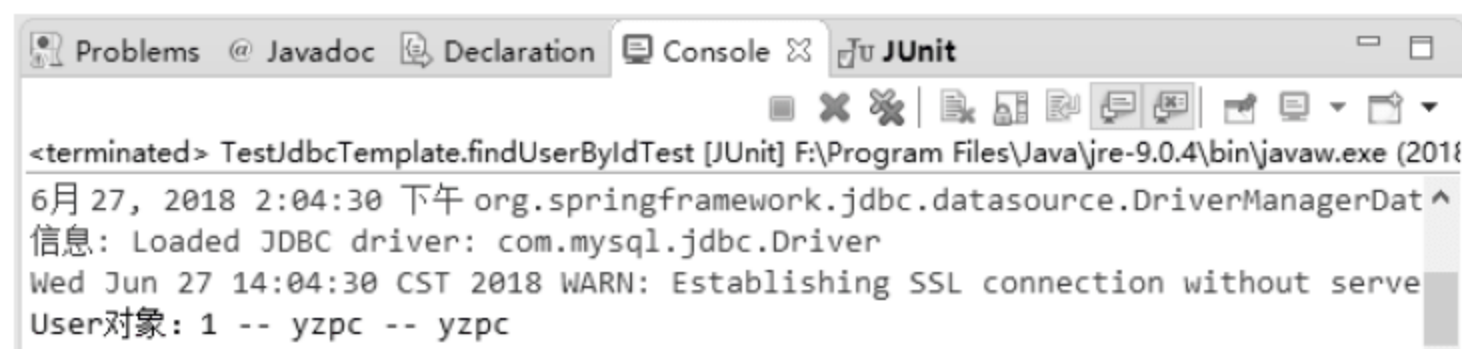 Problems @ Javadoc Declaration Console JUnit
<terminated> TestJdbcTemplate.findUserByIdTest [JUnit] F:\Program Files\Java\jre-9.0.4\bin\javaw.exe (2018
6月 27, 2018 2:04:30 下午 org.springframework.jdbc.datasource.DriverManagerDat
信息: Loaded JDBC driver: com.mysql.jdbc.Driver
Wed Jun 27 14:04:30 CST 2018 WARN: Establishing SSL connection without serve
User对象：1 -- yzpc -- yzpc